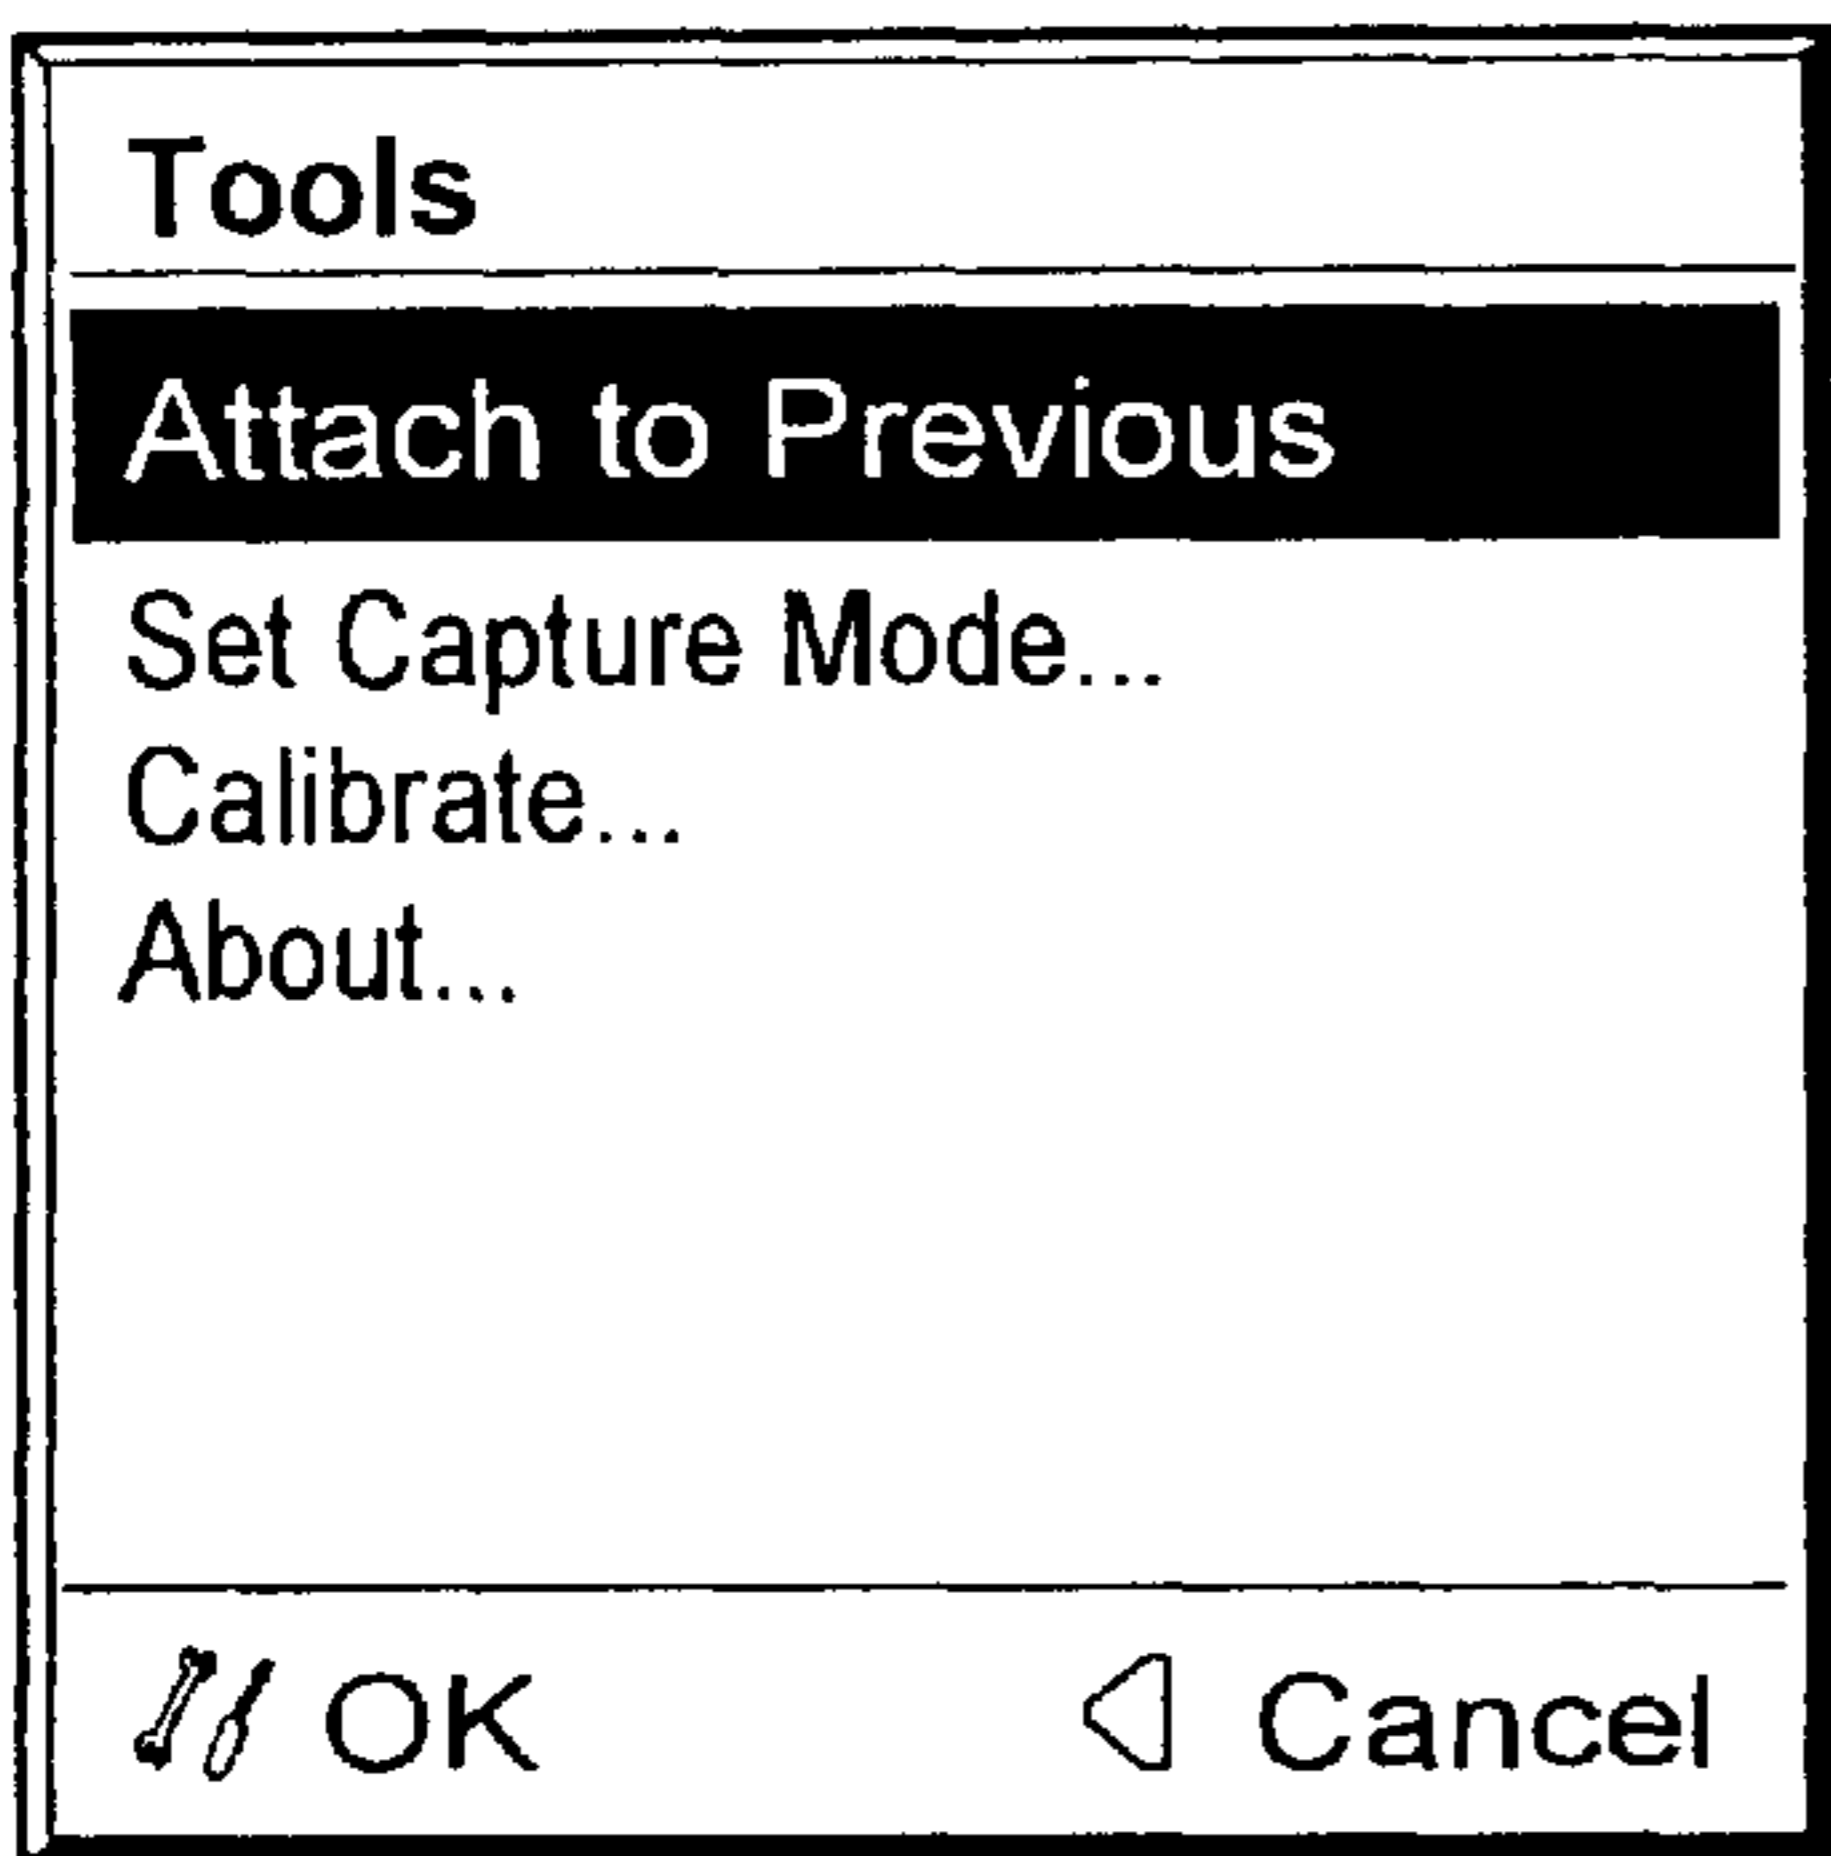 Tools
Attach to Previous
Set Capture Mode...
Calibrate...
About...
OK Cancel